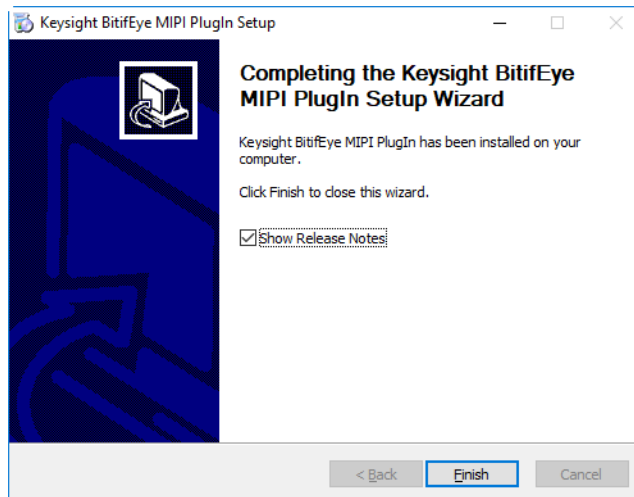 Keysight BitifEye MIPI PlugIn Setup
Completing the Keysight BitifEye
MIPI PlugIn Setup Wizard
Keysight BitifEye MIPI PlugIn has been installed on your
computer.
Click Finish to close this wizard.
Show Release Notes
< Back
Finish
Cancel